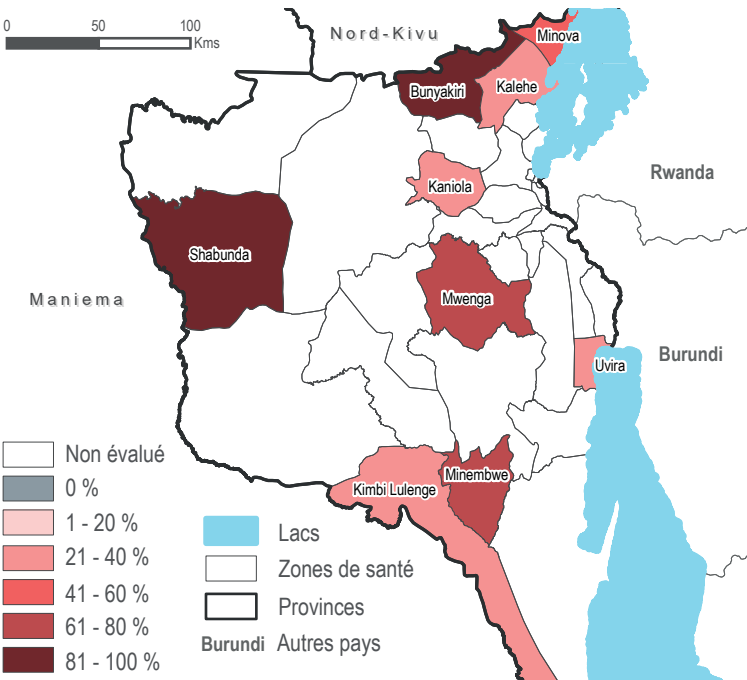 0 50 100
Kms
Nord-Kivu
Minova
Bunyakiri
Kalehe
Rwanda
Kaniola
Shabunda
Maniema
Mwenga
Burundi
Uvira
Minembwe
Kimbi Lulenge
Non évalué
0 %
1 - 20 %
21 - 40 %
41 - 60 %
61 - 80 %
81 - 100 %
Lacs
Zones de santé
Provinces
Burundi Autres pays